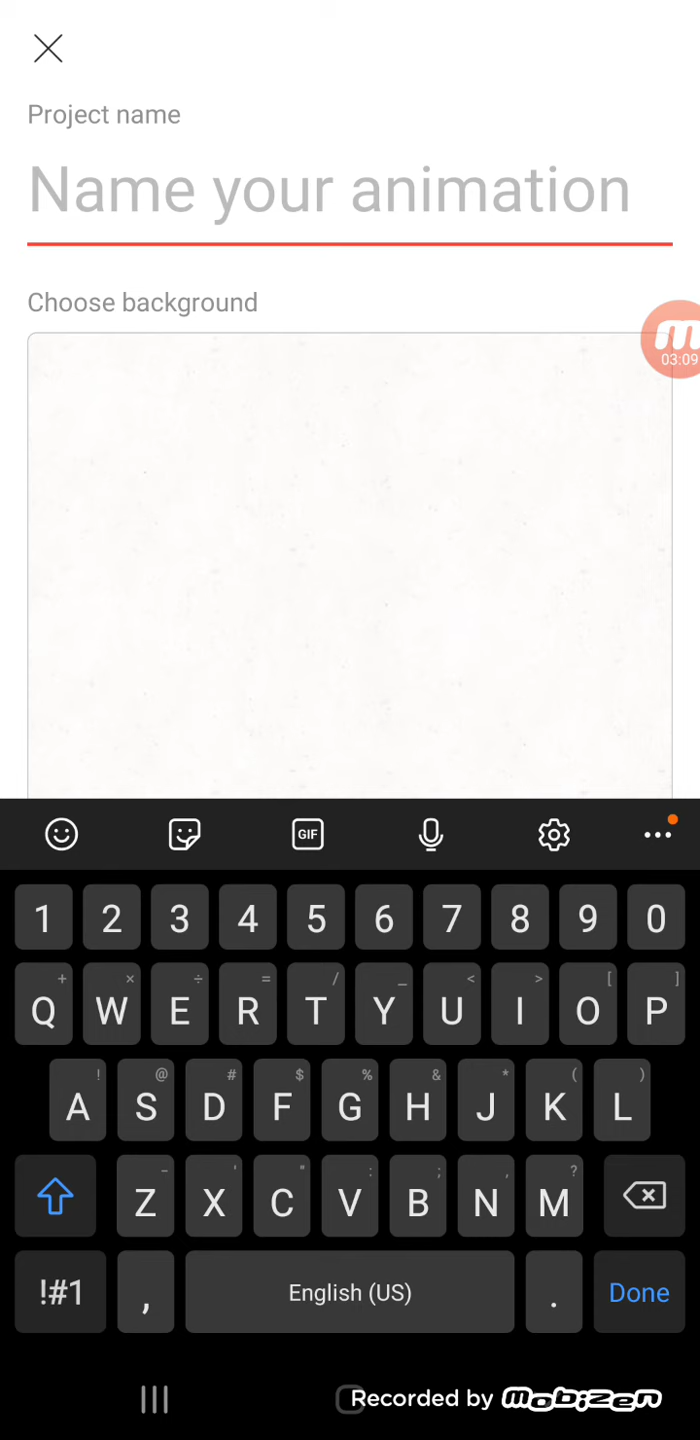 Project name
Name your animation
Choose background
m
03:09
GIF
1 2 3 4 5 6 7 8 9 0
+ × ÷ = / _ < > [ ]
Q W E R T Y U I O P
! @ # $ % & * ( )
A S D F G H J K L
- ' " : ; , ?
Z X C V B N M
!#1 , English (US) . Done
Recorded by mobizen